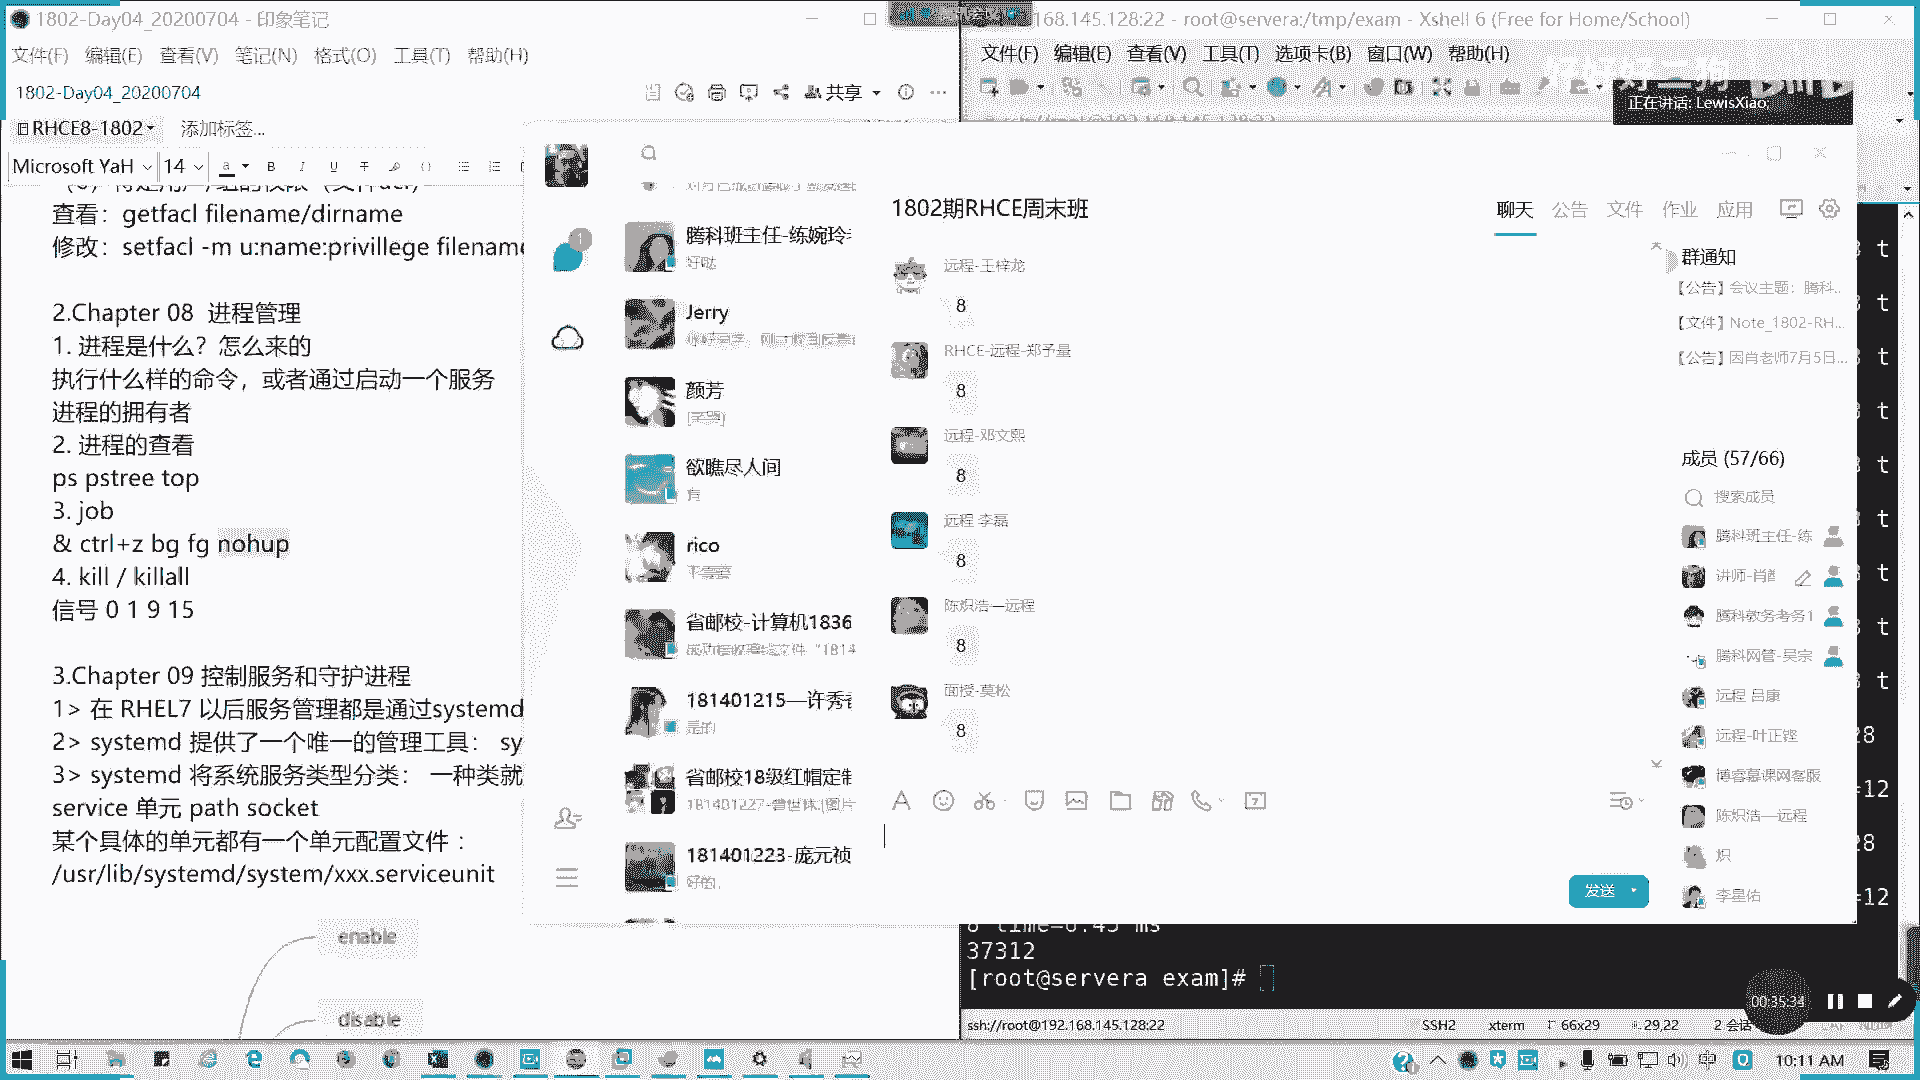 1802-Day04_20200704 - 印象笔记
文件(F) 编辑(E) 查看(V) 笔记(N) 格式(O) 工具(T) 帮助(H)
1802-Day04_20200704
共享
RHCE8-1802
添加标签...
Microsoft YaH
14
查看：getfacl filename/dirname
修改：setfacl -m u:name:privillege filename
2.Chapter 08 进程管理
1. 进程是什么？怎么来的
执行什么样的命令，或者通过启动一个服务
进程的拥有者
2. 进程的查看
ps pstree top
3. job
& ctrl+z bg fg nohup
4. kill / killall
信号 0 1 9 15
3.Chapter 09 控制服务和守护进程
1> 在 RHEL7 以后服务管理都是通过systemd
2> systemd 提供了一个唯一的管理工具： sy
3> systemd 将系统服务类型分类： 一种类就
service 单元 path socket
某个具体的单元都有一个单元配置文件：
/usr/lib/systemd/system/xxx.serviceunit
enable
disable
168.145.128:22 - root@servera:/tmp/exam - Xshell 6 (Free for Home/School)
文件(F) 编辑(E) 查看(V) 工具(T) 选项卡(B) 窗口(W) 帮助(H)
正在讲话: LewisXiao;
1
腾科班主任-练婉玲
好哒
Jerry
颜芳
欲瞧尽人间
有
rico
省邮校-计算机1836
181401215—许秀
是的
省邮校18级红帽定制
181401223-庞元祯
好的，
1802期RHCE周末班
聊天 公告 文件 作业 应用
远程-王梓龙
8
RHCE-远程-郑予量
8
远程-邓文熙
8
远程 李磊
8
陈炽浩—远程
8
面授-莫松
8
发送
群通知
【公告】会议主题：腾科...
【文件】Note_1802-RH...
【公告】因肖老师7月5日...
成员 (57/66)
搜索成员
腾科班主任-练
讲师-肖
腾科教务考务1
腾科网管-吴宗
远程 吕康
远程-叶正铿
博睿慕课网客服
陈炽浩—远程
炽
李星佑
37312
[root@servera exam]#
00:35:34
ssh://root@192.168.145.128:22
SSH2
xterm
66x29
29,22
2 会话
10:11 AM